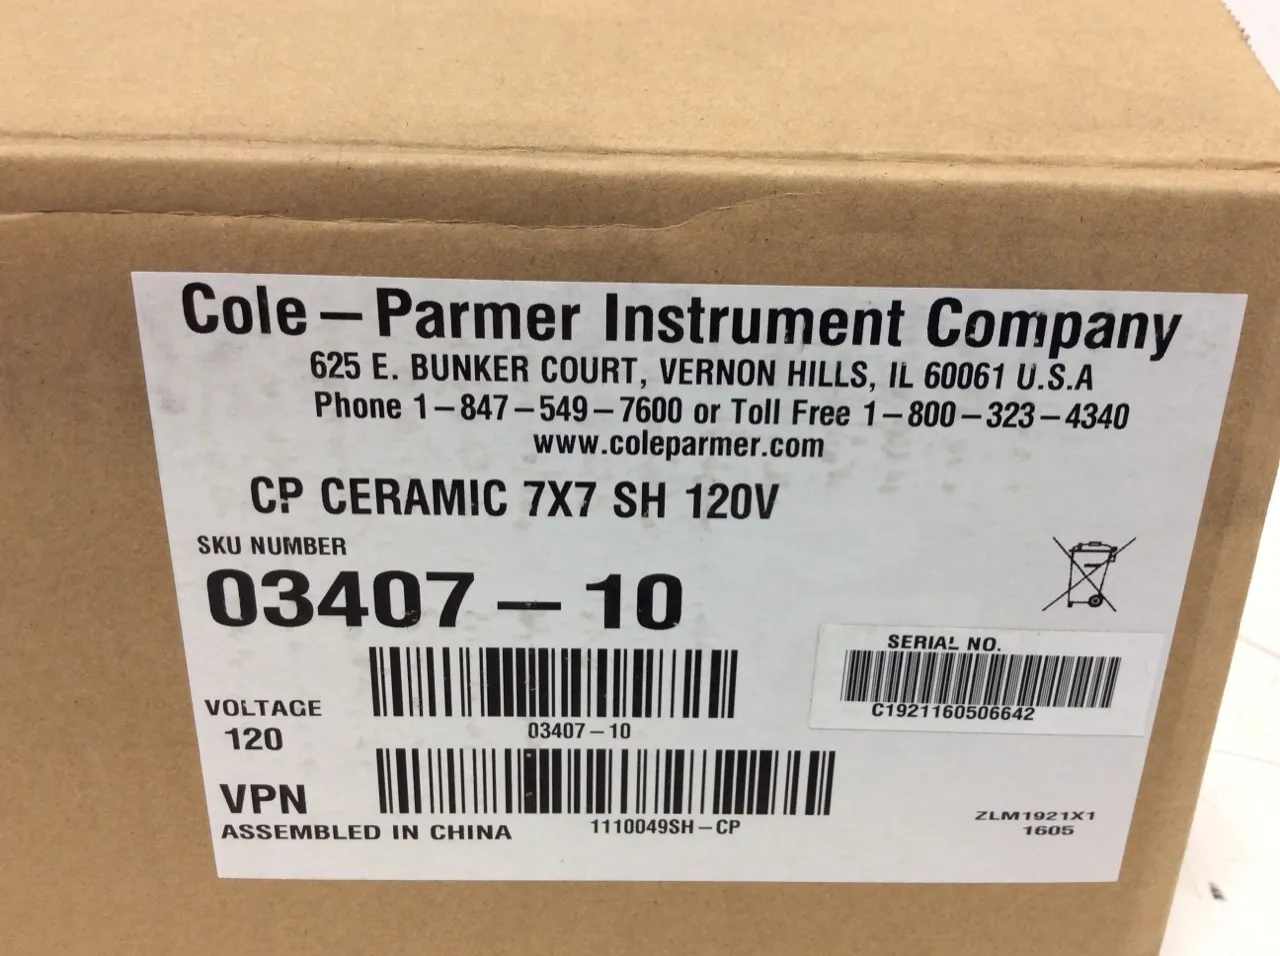 Cole-Parmer Instrument Company
625 E. BUNKER COURT, VERNON HILLS, IL 60061 U.S.A
Phone 1-847-549-7600 or Toll Free 1-800-323-4340
www.coleparmer.com
CP CERAMIC 7X7 SH 120V
SKU NUMBER
03407-10
SERIAL NO.
C1921160506642
VOLTAGE
120
03407-10
VPN
ASSEMBLED IN CHINA
1110049SH-CP
ZLM1921X1
1605